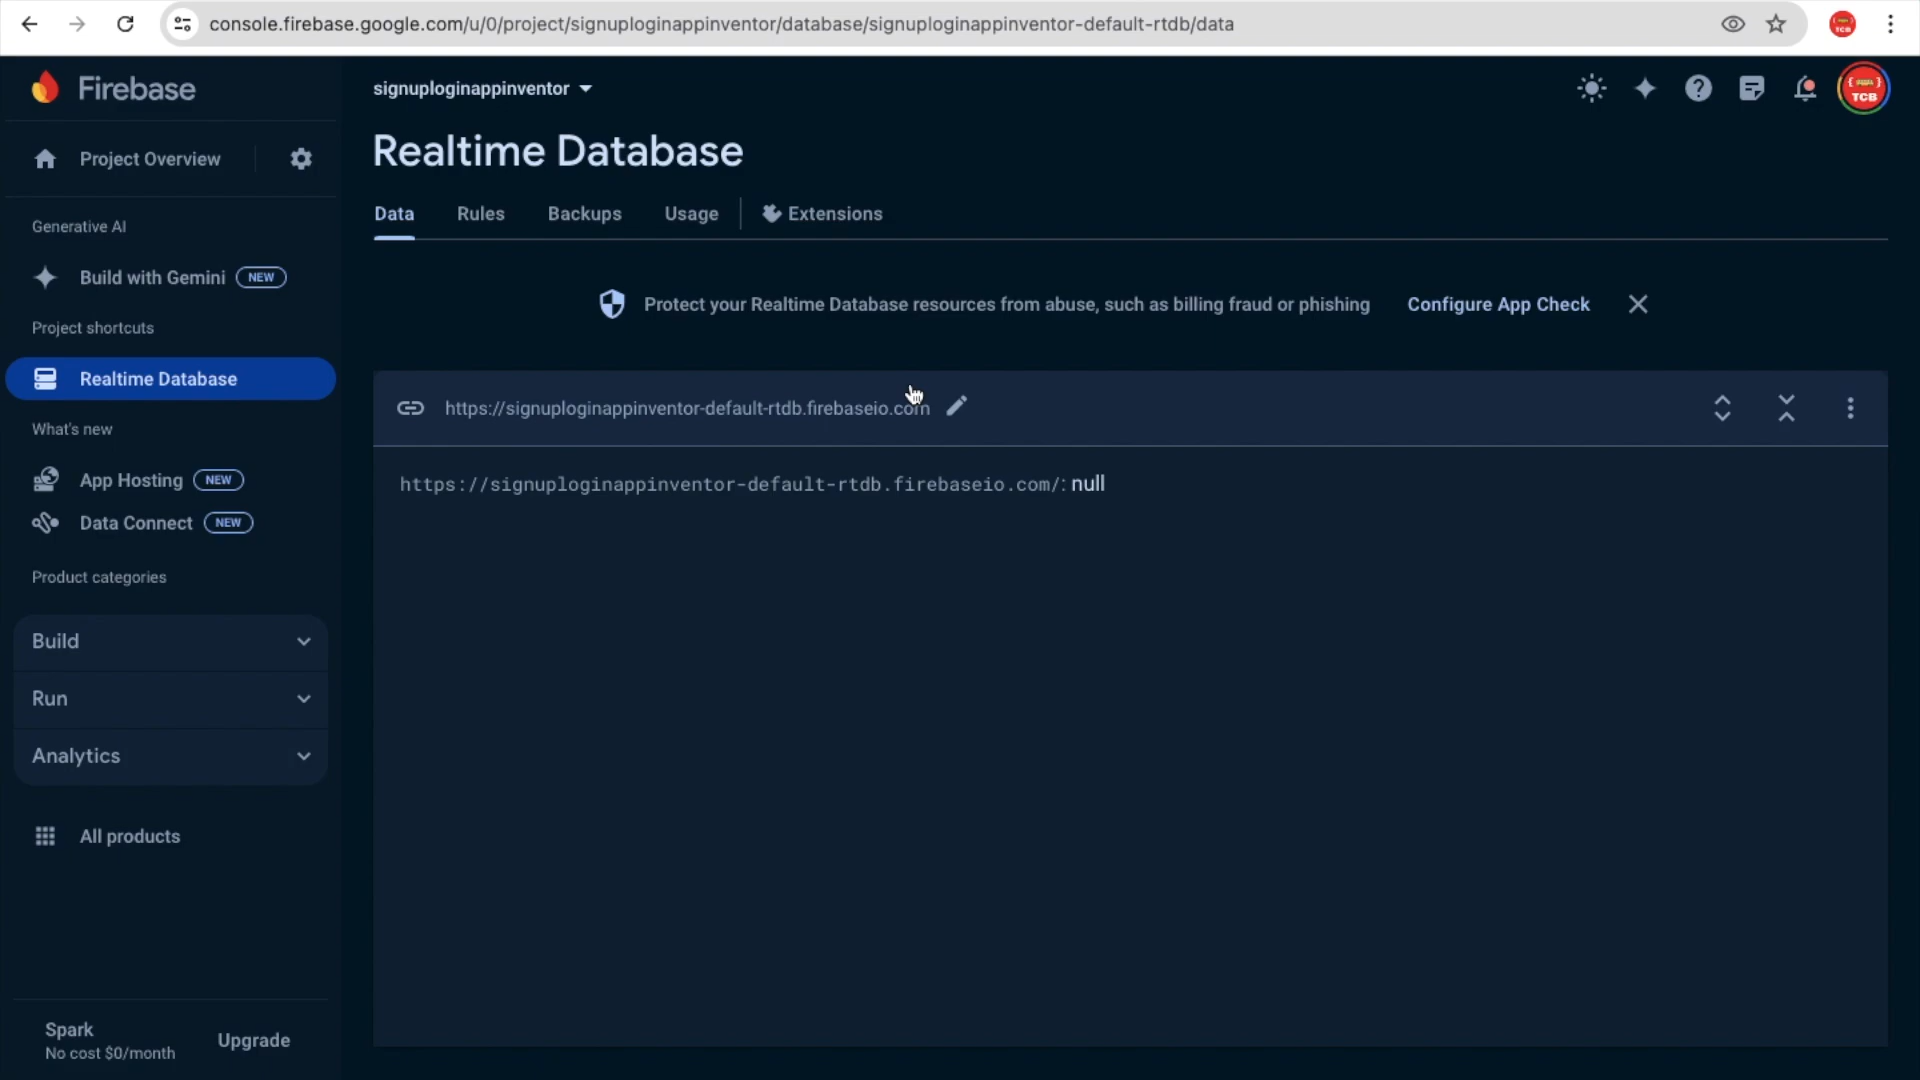 console.firebase.google.com/u/0/project/signuploginappinventor/database/signuploginappinventor-default-rtdb/data
Firebase
signuploginappinventor
TCB
Project Overview
Realtime Database
Data Rules Backups Usage Extensions
Generative AI
Build with Gemini NEW
Protect your Realtime Database resources from abuse, such as billing fraud or phishing Configure App Check
Project shortcuts
Realtime Database
https://signuploginappinventor-default-rtdb.firebaseio.com
What's new
App Hosting NEW
https://signuploginappinventor-default-rtdb.firebaseio.com/: null
Data Connect NEW
Product categories
Build
Run
Analytics
All products
Spark
No cost $0/month
Upgrade